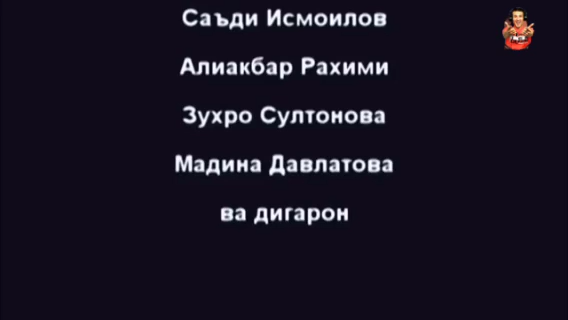 Саъди Исмоилов
Алиакбар Рахими
Зухро Султонова
Мадина Давлатова
ва дигарон